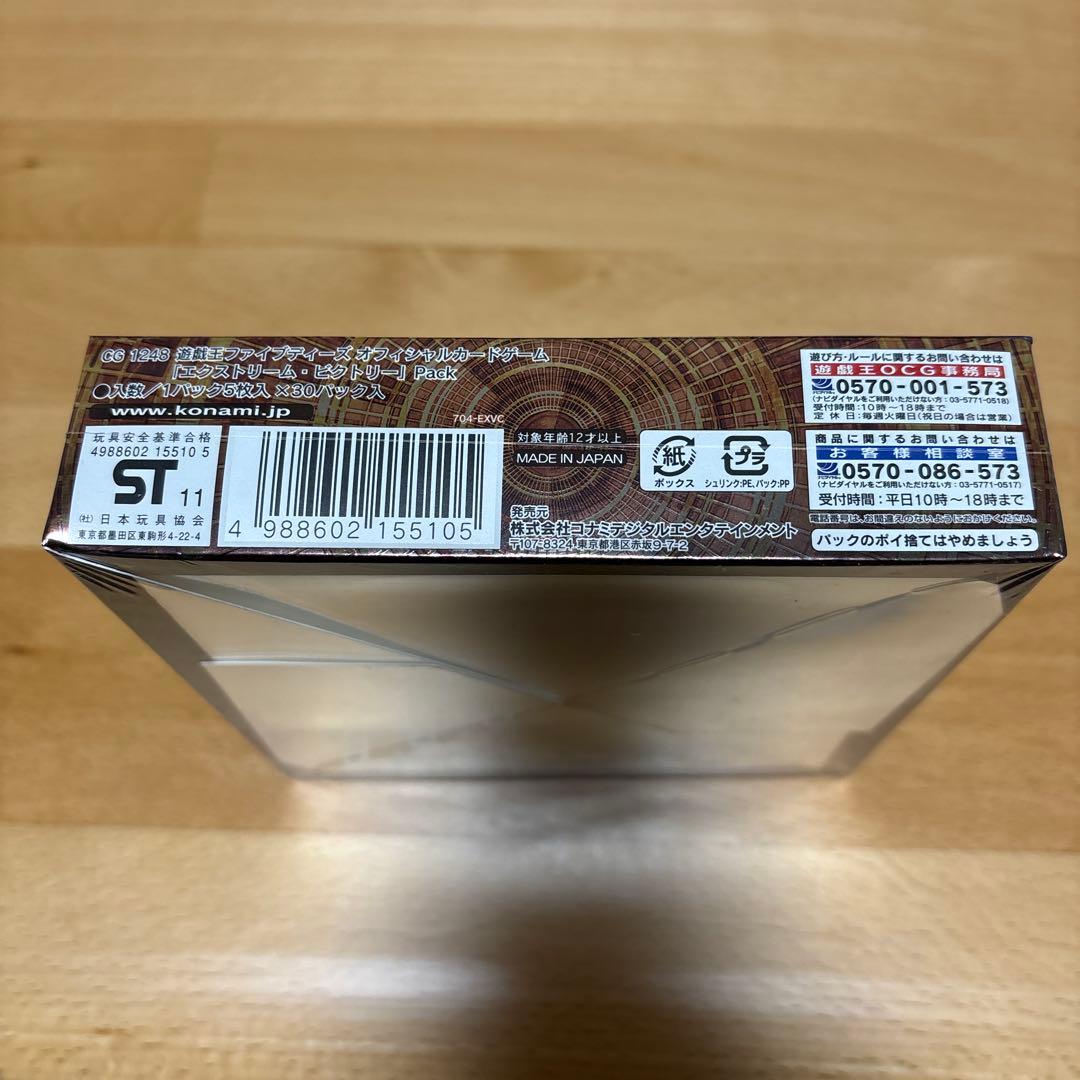 CG 1248 遊戯王ファイブディーズ オフィシャルカードゲーム
「エクストリーム・ビクトリー」 Pack
●入数/1パック5枚入 ×30パック入
www.konami.jp
704-EXVC
玩具安全基準合格
4988602 15510 5
ST 11
(社) 日本玩具協会
東京都墨田区東駒形4-22-4
4 988602 155105
対象年齢12才以上
MADE IN JAPAN
紙
ボックス
プラ
シュリンク:PE, パック:PP
発売元
株式会社コナミデジタルエンタテインメント
〒107-8324 東京都港区赤坂9-7-2
遊び方・ルールに関するお問い合わせは
遊戯王OCG事務局
0570-001-573
(ナビダイヤルをご利用いただけない方:03-5771-0518)
受付時間:10時〜18時まで
定休日:毎週火曜日(祝日の場合は営業)
商品に関するお問い合わせは
お客様相談室
0570-086-573
(ナビダイヤルをご利用いただけない方:03-5771-0517)
受付時間:平日10時〜18時まで
電話番号は、お間違えのないようにおかけください。
パックのポイ捨てはやめましょう